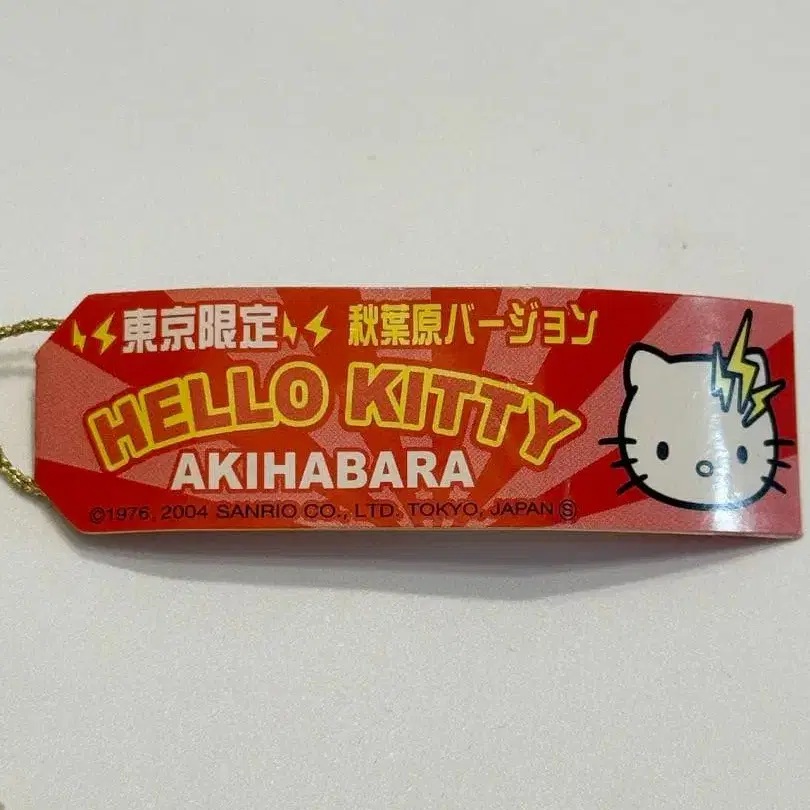 東京限定 秋葉原バージョン
HELLO KITTY
AKIHABARA
©1976, 2004 SANRIO CO., LTD. TOKYO, JAPAN Ⓢ